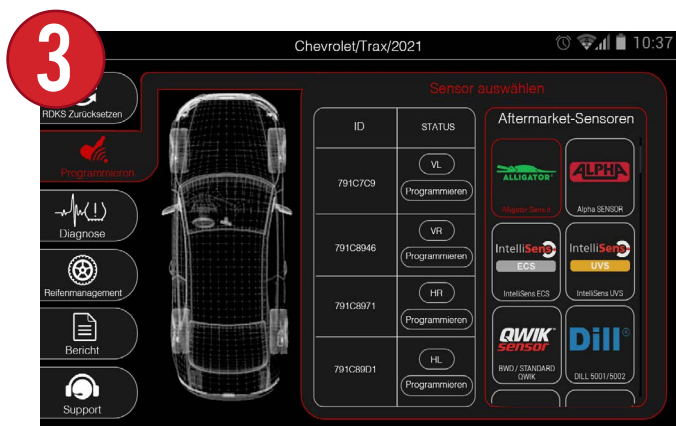 3
Chevrolet/Trax/2021
10:37
RDKS Zurücksetzen
Programmieren
Diagnose
Reifenmanagement
Bericht
Support
Sensor auswählen
ID
STATUS
791C7C9
VL
Programmieren
791C8946
VR
Programmieren
791C8971
HR
Programmieren
791C89D1
HL
Programmieren
Aftermarket-Sensoren
ALLIGATOR
Alligator Sens.it
ALPHA
Alpha SENSOR
IntelliSens
ECS
IntelliSens ECS
IntelliSens
UVS
IntelliSens UVS
QWIK™
sensor
BWD / STANDARD
QWIK
Dill®
DILL 5001/5002